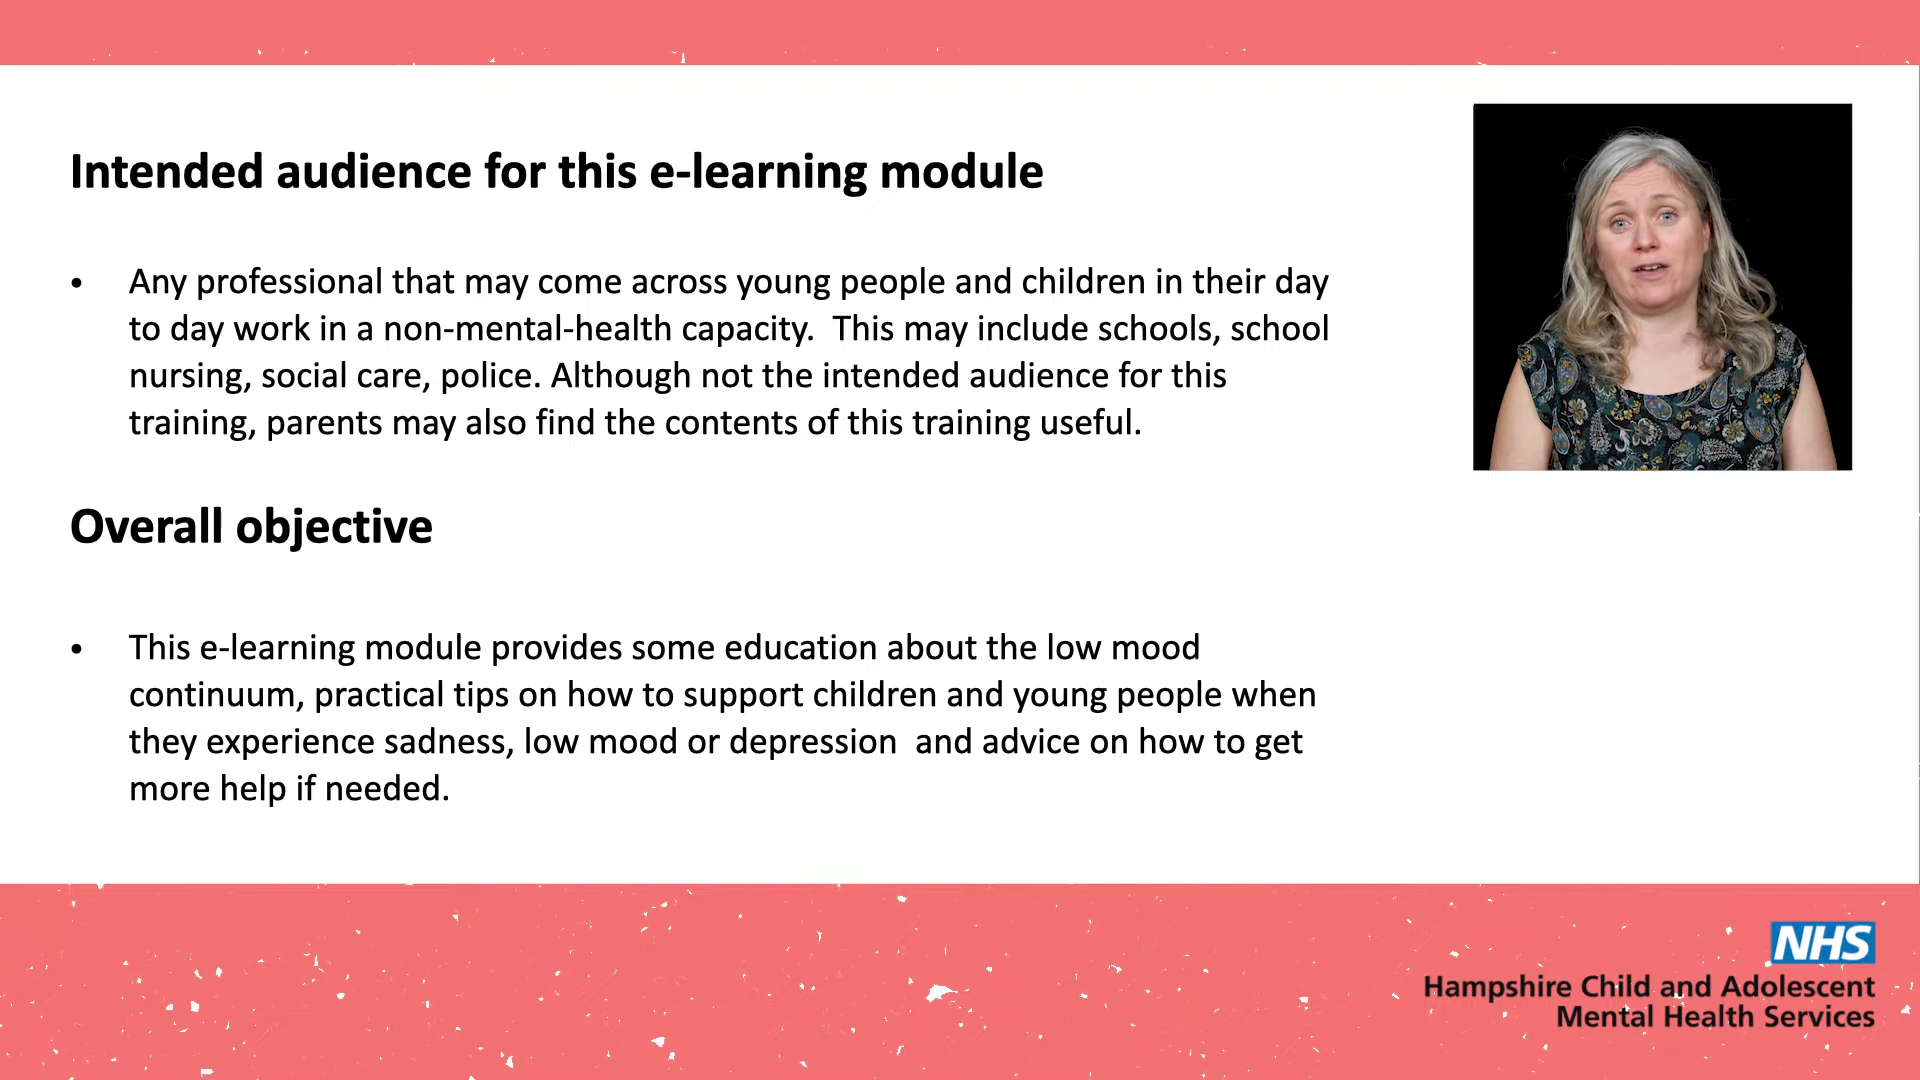 Intended audience for this e-learning module
• Any professional that may come across young people and children in their day
to day work in a non-mental-health capacity.  This may include schools, school
nursing, social care, police. Although not the intended audience for this
training, parents may also find the contents of this training useful.
Overall objective
• This e-learning module provides some education about the low mood
continuum, practical tips on how to support children and young people when
they experience sadness, low mood or depression  and advice on how to get
more help if needed.
NHS
Hampshire Child and Adolescent
Mental Health Services